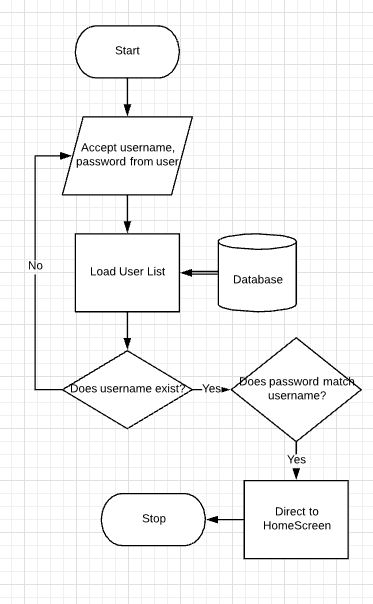 Start
Accept username,
password from user
Load User List
Database
No
Does username exist?
Yes
Does password match
username?
Yes
Direct to
HomeScreen
Stop